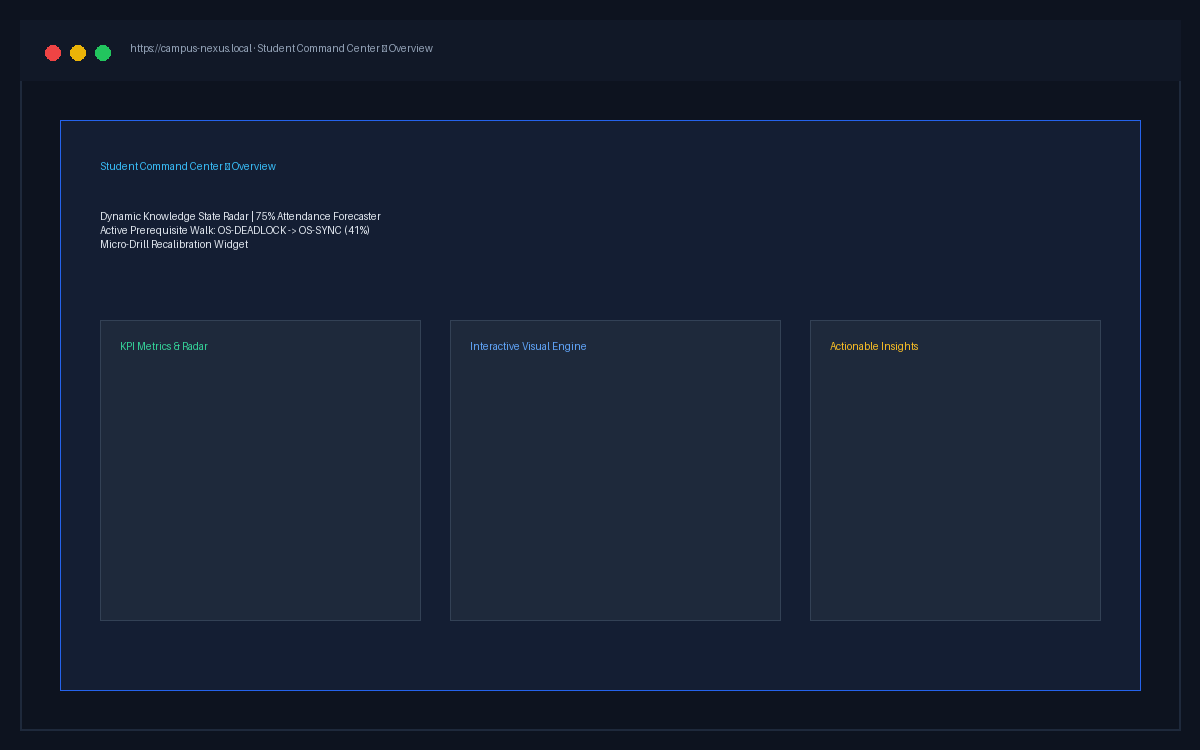 https://campus-nexus.local · Student Command Center Overview
Student Command Center Overview
Dynamic Knowledge State Radar | 75% Attendance Forecaster
Active Prerequisite Walk: OS-DEADLOCK -> OS-SYNC (41%)
Micro-Drill Recalibration Widget
KPI Metrics & Radar
Interactive Visual Engine
Actionable Insights